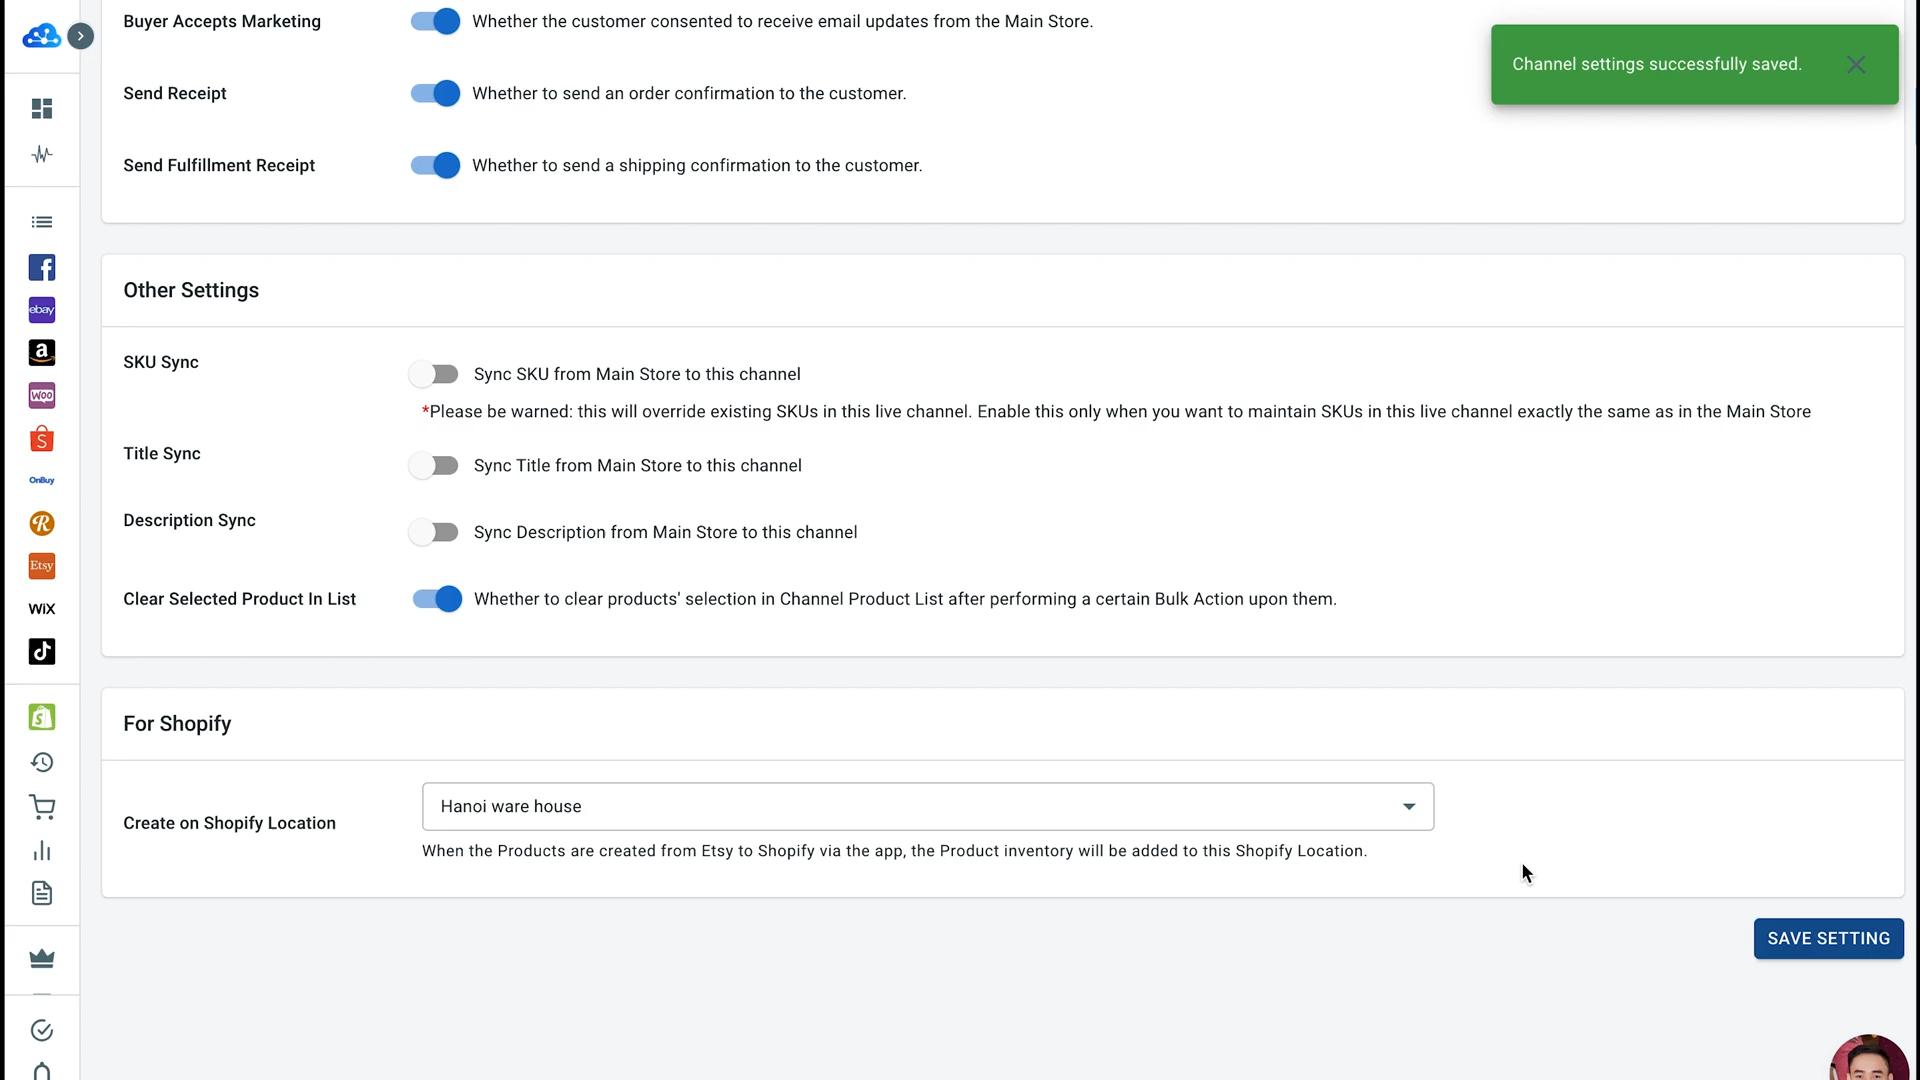 Buyer Accepts Marketing
Whether the customer consented to receive email updates from the Main Store.
Channel settings successfully saved.
Send Receipt
Whether to send an order confirmation to the customer.
Send Fulfillment Receipt
Whether to send a shipping confirmation to the customer.
ebay
a
woo
S
OnBuy
R
Etsy
WiX
Other Settings
SKU Sync
Sync SKU from Main Store to this channel
*Please be warned: this will override existing SKUs in this live channel. Enable this only when you want to maintain SKUs in this live channel exactly the same as in the Main Store
Title Sync
Sync Title from Main Store to this channel
Description Sync
Sync Description from Main Store to this channel
Clear Selected Product In List
Whether to clear products' selection in Channel Product List after performing a certain Bulk Action upon them.
For Shopify
Create on Shopify Location
Hanoi ware house
When the Products are created from Etsy to Shopify via the app, the Product inventory will be added to this Shopify Location.
SAVE SETTING